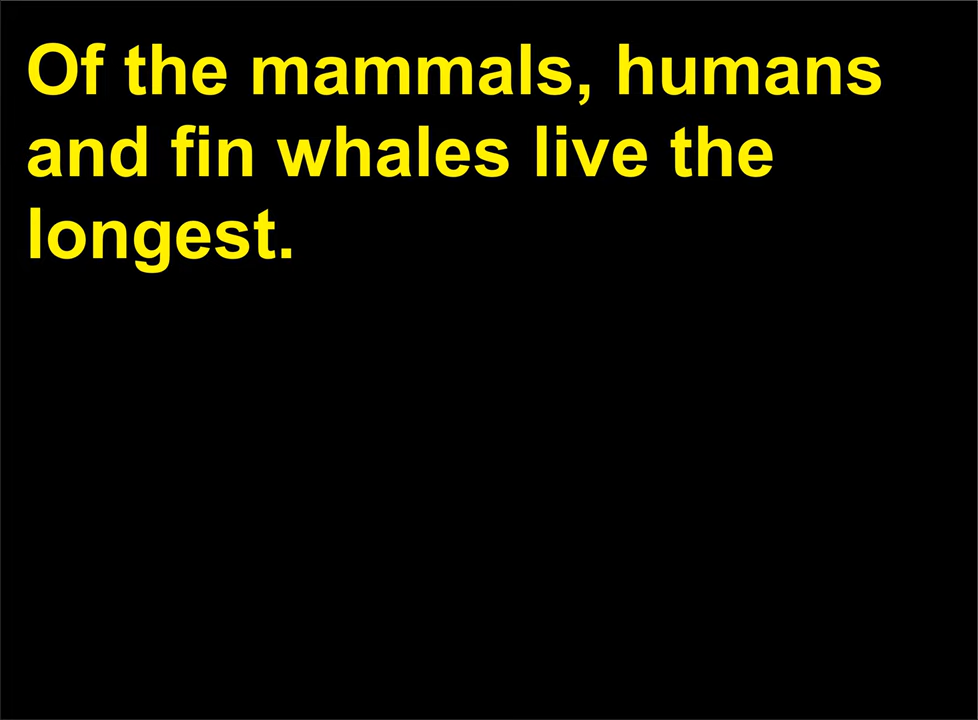 Of the mammals, humans
and fin whales live the
longest.